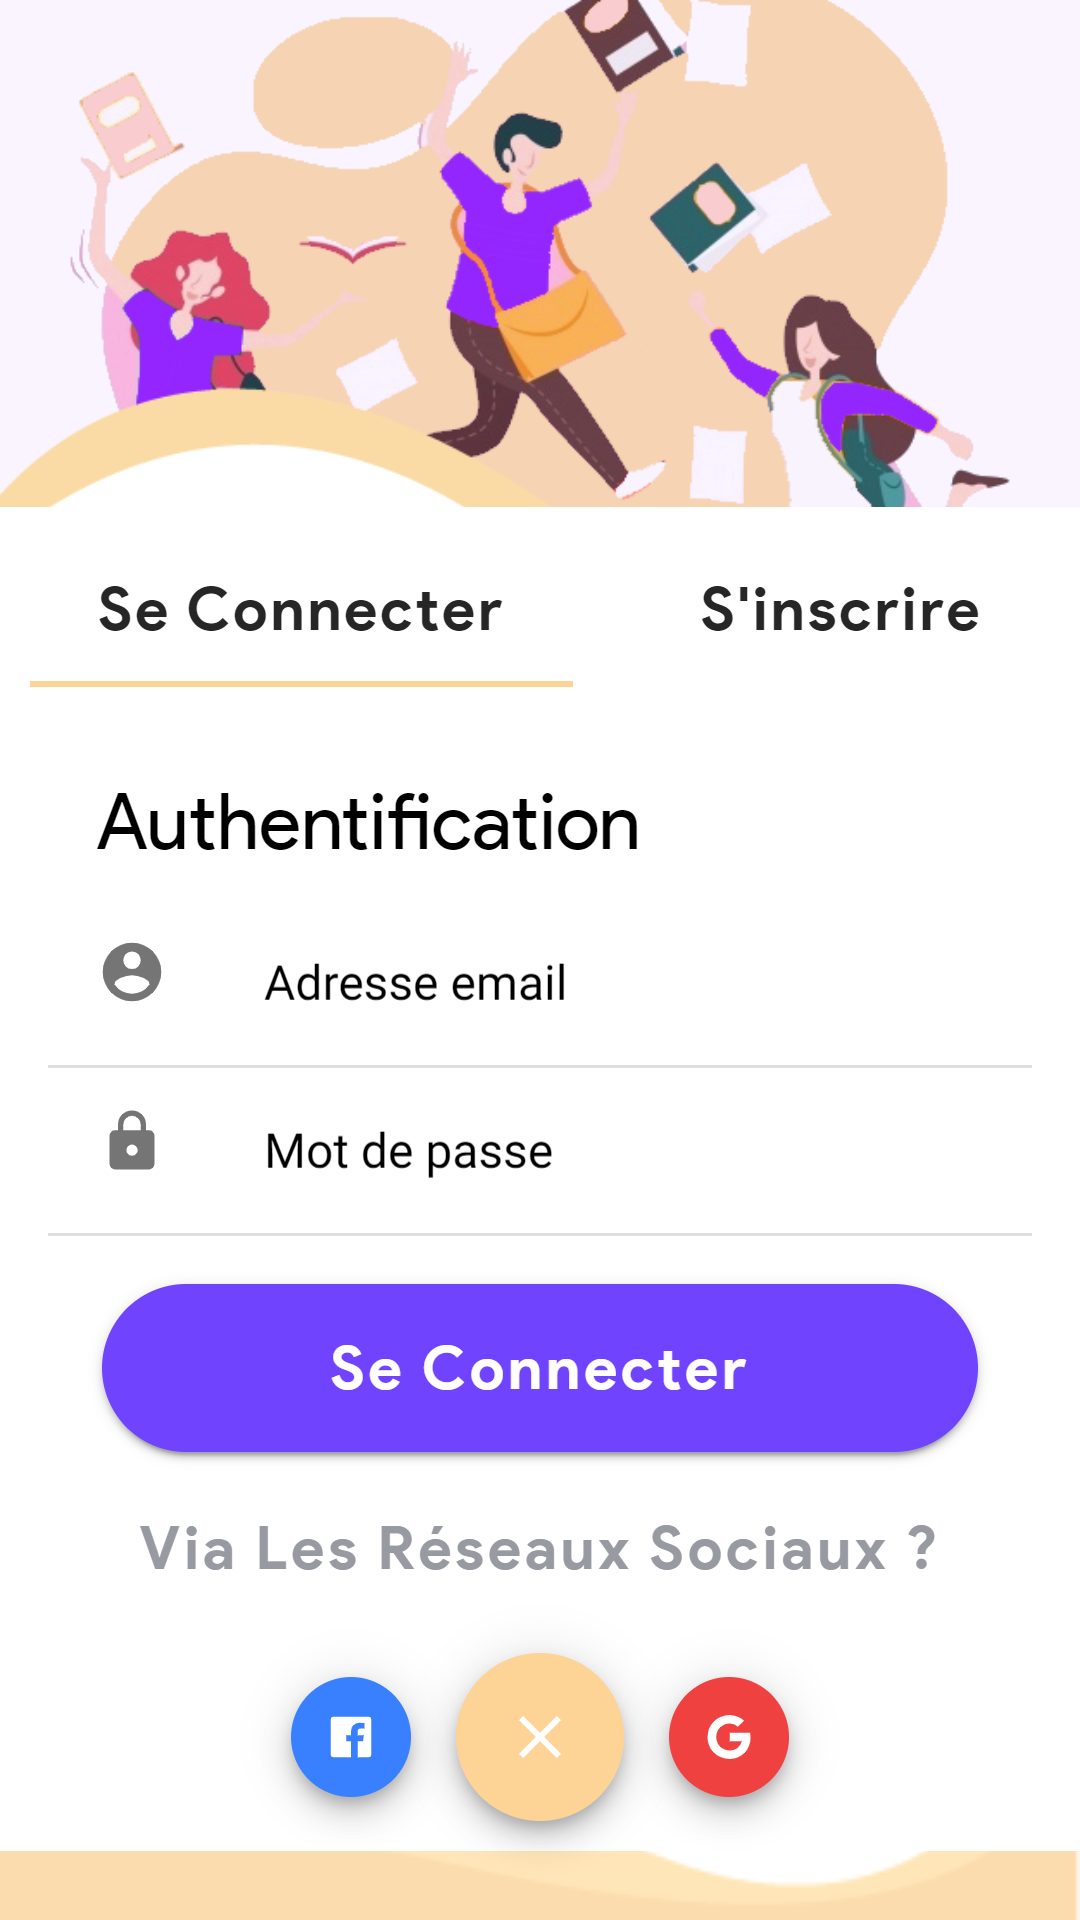 Se Connecter
S'inscrire
Authentification
Adresse email
Mot de passe
Se Connecter
Via Les Réseaux Sociaux ?